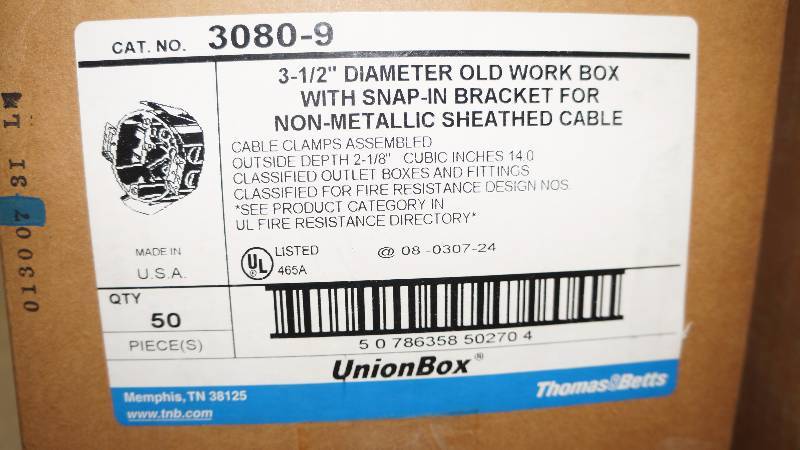 CAT. NO. 3080-9
3-1/2" DIAMETER OLD WORK BOX
WITH SNAP-IN BRACKET FOR
NON-METALLIC SHEATHED CABLE
CABLE CLAMPS ASSEMBLED
OUTSIDE DEPTH 2-1/8" CUBIC INCHES 14.0
CLASSIFIED OUTLET BOXES AND FITTINGS
CLASSIFIED FOR FIRE RESISTANCE DESIGN NOS.
*SEE PRODUCT CATEGORY IN
UL FIRE RESISTANCE DIRECTORY*
MADE IN
U.S.A.
UL
LISTED
465A
@ 08-0307-24
QTY
50
PIECE(S)
5 0 786358 50270 4
UnionBox®
Memphis, TN 38125
www.tnb.com
Thomas&Betts
013007 3I L